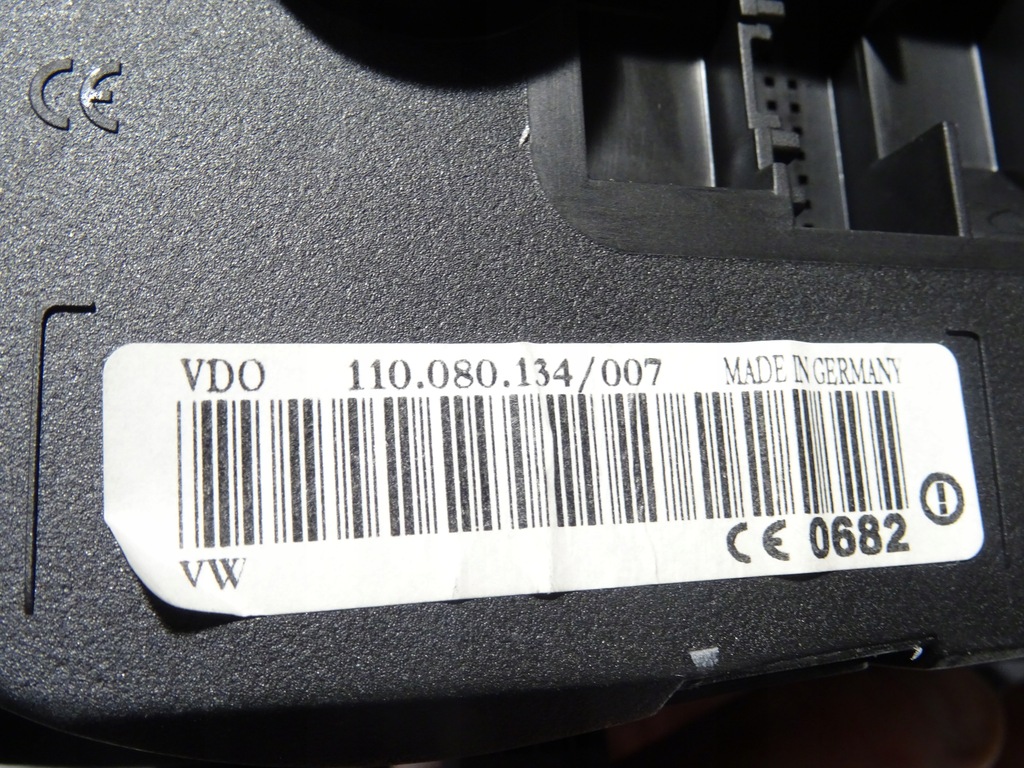 CE
VDO 110.080.134/007 MADE IN GERMANY
VW
CE 0682